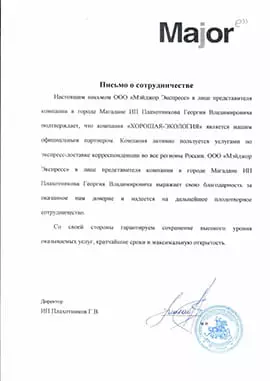 Major e
Письмо о сотрудничестве
Настоящим письмом ООО «Мэйджор Экспресс» в лице представителя
компании в городе Магадане ИП Плахотникова Георгия Владимировича
подтверждает, что компания «ХОРОШАЯ-ЭКОЛОГИЯ» является нашим
официальным партнером. Компания активно пользуется услугами по
экспресс-доставке корреспонденции во все регионы России. ООО «Мэйджор
Экспресс» в лице представителя компании в городе Магадане ИП
Плахотникова Георгия Владимировича выражает свою благодарность за
оказанное нам доверие и надеется на дальнейшее плодотворное
сотрудничество.
Со своей стороны гарантируем сохранение высокого уровня
оказываемых услуг, кратчайшие сроки и максимальную открытость.
Директор
ИП Плахотников Г.В.